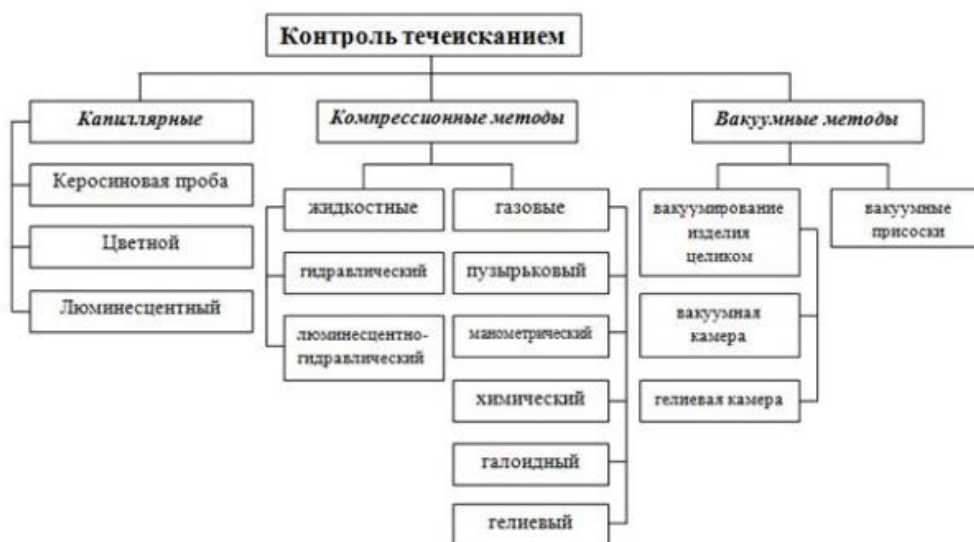 Контроль течеисканием
Капиллярные
Керосиновая проба
Цветной
Люминесцентный
Компрессионные методы
жидкостные
гидравлический
люминесцентно-
гидравлический
газовые
пузырьковый
манометрический
химический
галоидный
гелиевый
Вакуумные методы
вакуумирование
изделия
целиком
вакуумная
камера
гелиевая камера
вакуумные
присоски